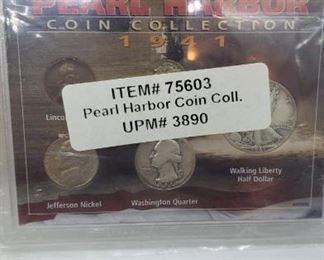 PEARL HARBOR
COIN COLLECTION
1941
ITEM# 75603
Pearl Harbor Coin Coll.
UPM# 3890
Linco
Walking Liberty
Half Dollar
Jefferson Nickel
Washington Quarter